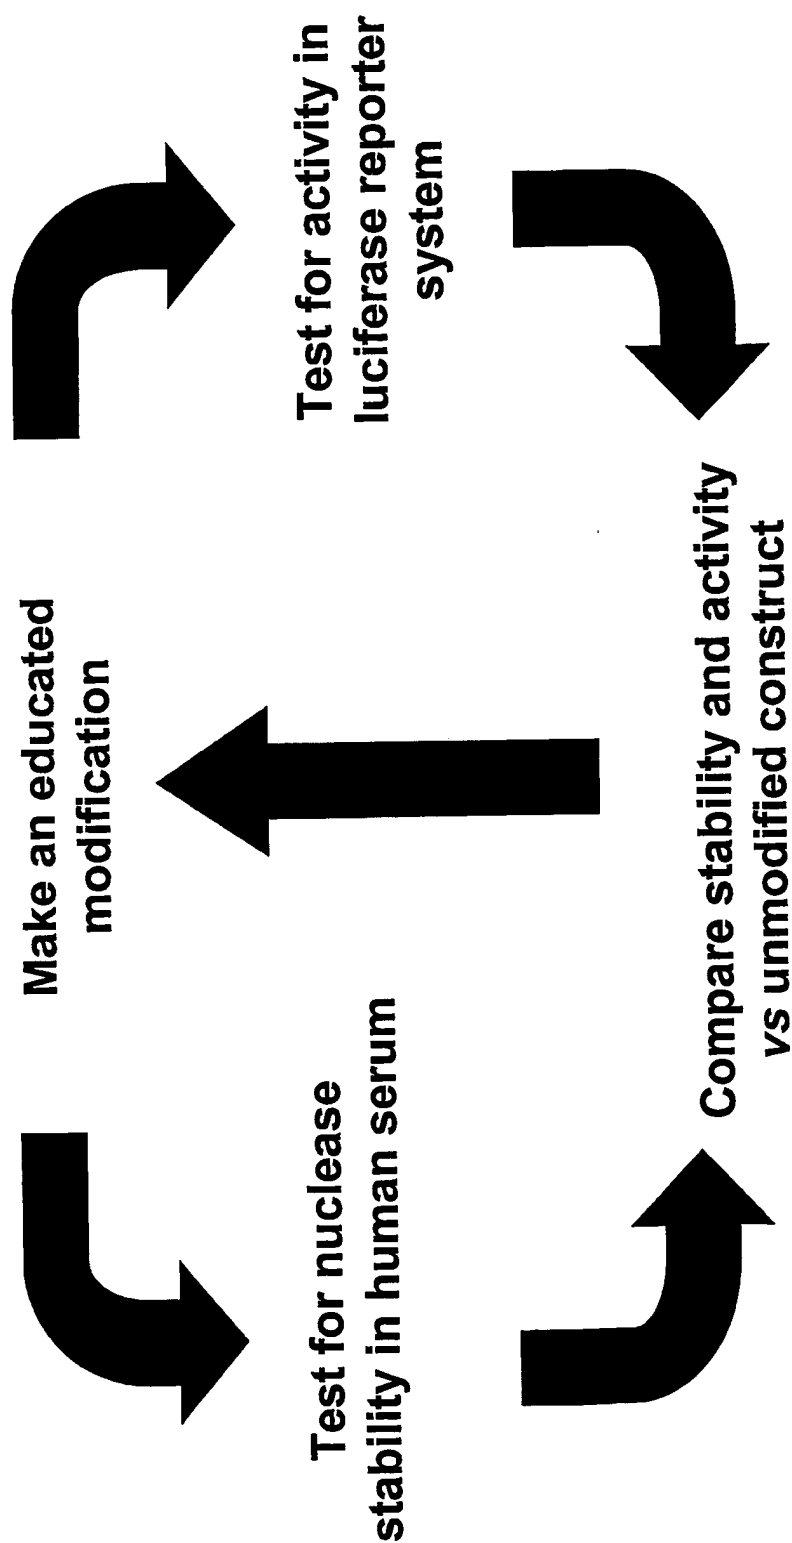 Make an educated
modification
Test for nuclease
stability in human serum
Test for activity in
luciferase reporter
system
Compare stability and activity
vs unmodified construct